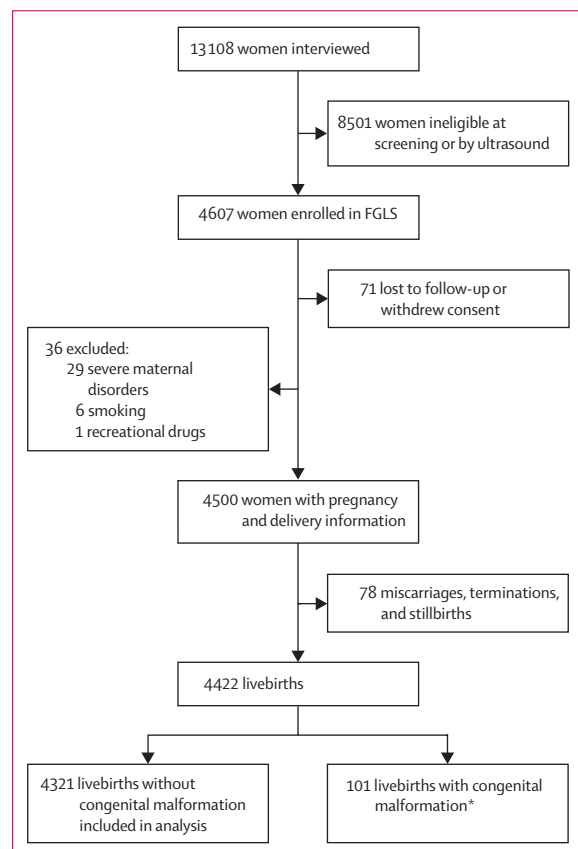 13108 women interviewed
8501 women ineligible at
screening or by ultrasound
4607 women enrolled in FGLS
71 lost to follow-up or
withdrew consent
36 excluded:
29 severe maternal
disorders
6 smoking
1 recreational drugs
4500 women with pregnancy
and delivery information
78 miscarriages, terminations,
and stillbirths
4422 livebirths
4321 livebirths without
congenital malformation
included in analysis
101 livebirths with congenital
malformation*